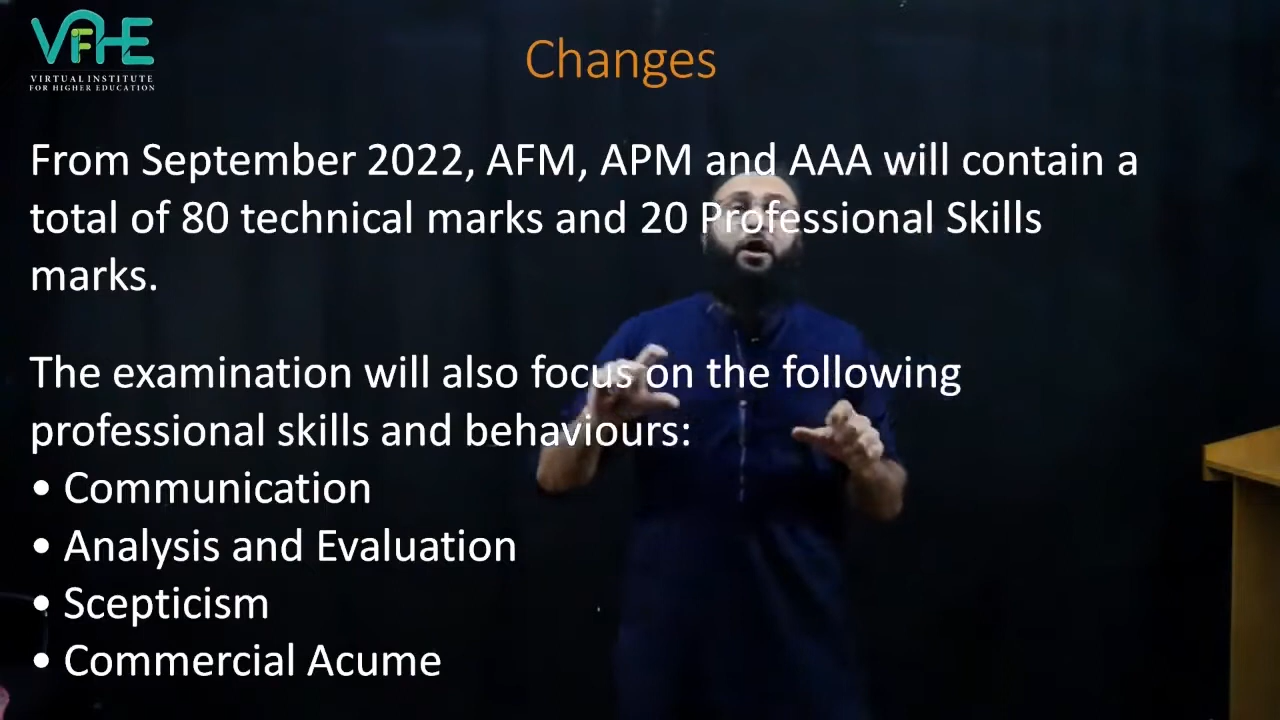 VIFHE
VIRTUAL INSTITUTE
FOR HIGHER EDUCATION
Changes
From September 2022, AFM, APM and AAA will contain a
total of 80 technical marks and 20 Professional Skills
marks.
The examination will also focus on the following
professional skills and behaviours:
• Communication
• Analysis and Evaluation
• Scepticism
• Commercial Acume